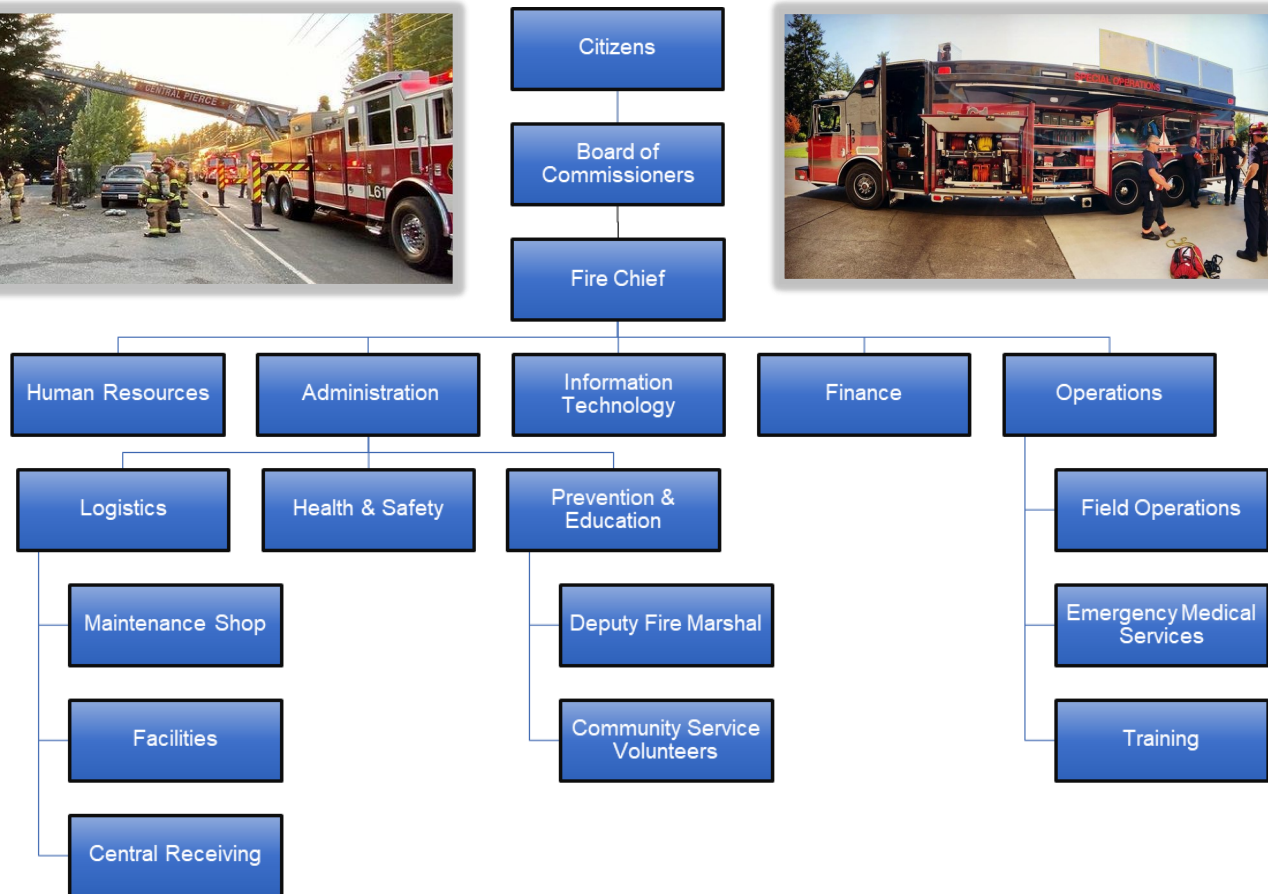 CENTRAL PIERCE
L61
SPECIAL OPERATIONS
Citizens
Board of
Commissioners
Fire Chief
Human Resources
Administration
Information
Technology
Finance
Operations
Logistics
Health & Safety
Prevention &
Education
Field Operations
Maintenance Shop
Deputy Fire Marshal
Emergency Medical
Services
Facilities
Community Service
Volunteers
Training
Central Receiving